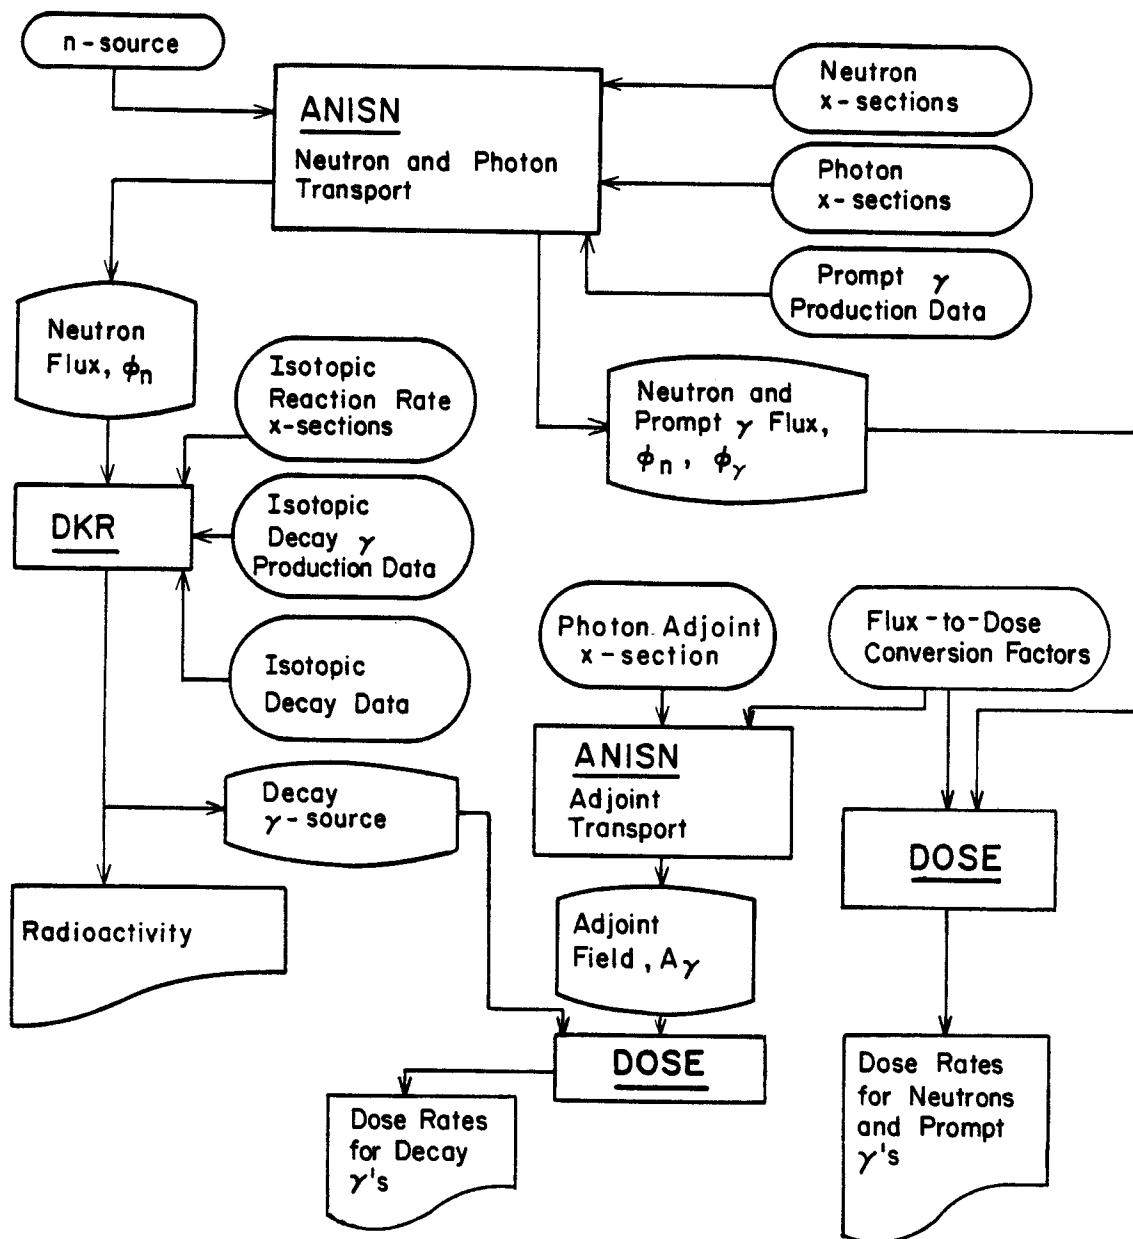 n-source
ANISN
Neutron and Photon
Transport
Neutron
x-sections
Photon
x-sections
Prompt γ
Production Data
Neutron
Flux, ϕn
Isotopic
Reaction Rate
x-sections
Neutron and
Prompt γ Flux,
ϕn, ϕγ
DKR
Isotopic
Decay γ
Production Data
Isotopic
Decay Data
Photon Adjoint
x-section
Flux-to-Dose
Conversion Factors
ANISN
Adjoint
Transport
Decay
γ-source
DOSE
Radioactivity
Adjoint
Field, Aγ
DOSE
Dose Rates
for Decay
γ's
Dose Rates
for Neutrons
and Prompt
γ's